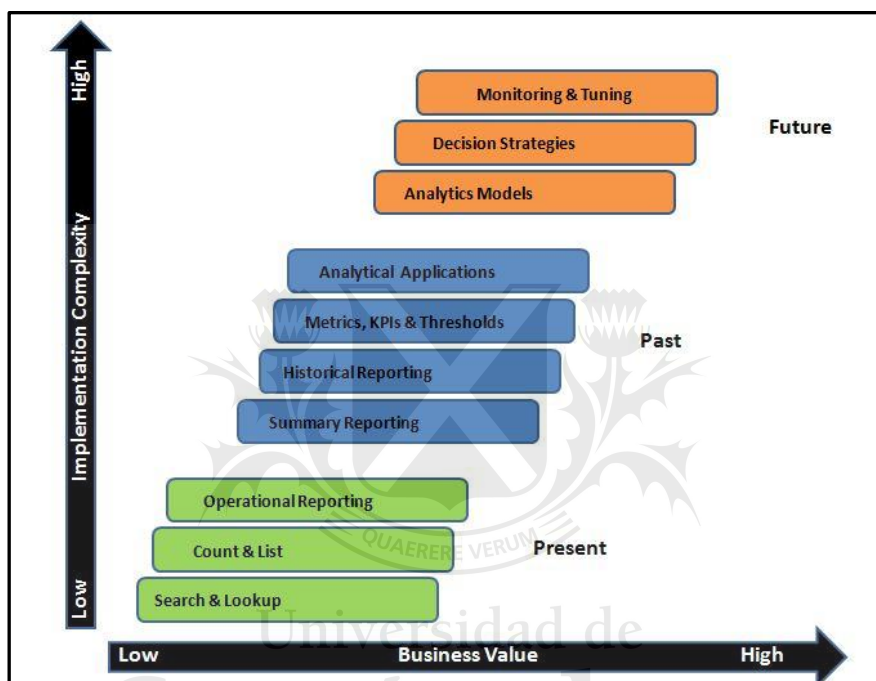 High
Monitoring & Tuning
Future
Decision Strategies
Analytics Models
Implementation Complexity
Analytical Applications
Metrics, KPIs & Thresholds
Past
Historical Reporting
Summary Reporting
Operational Reporting
QUAERERE VERUM
Count & List
Present
Search & Lookup
Low
Universidad de
Low
Business Value
High